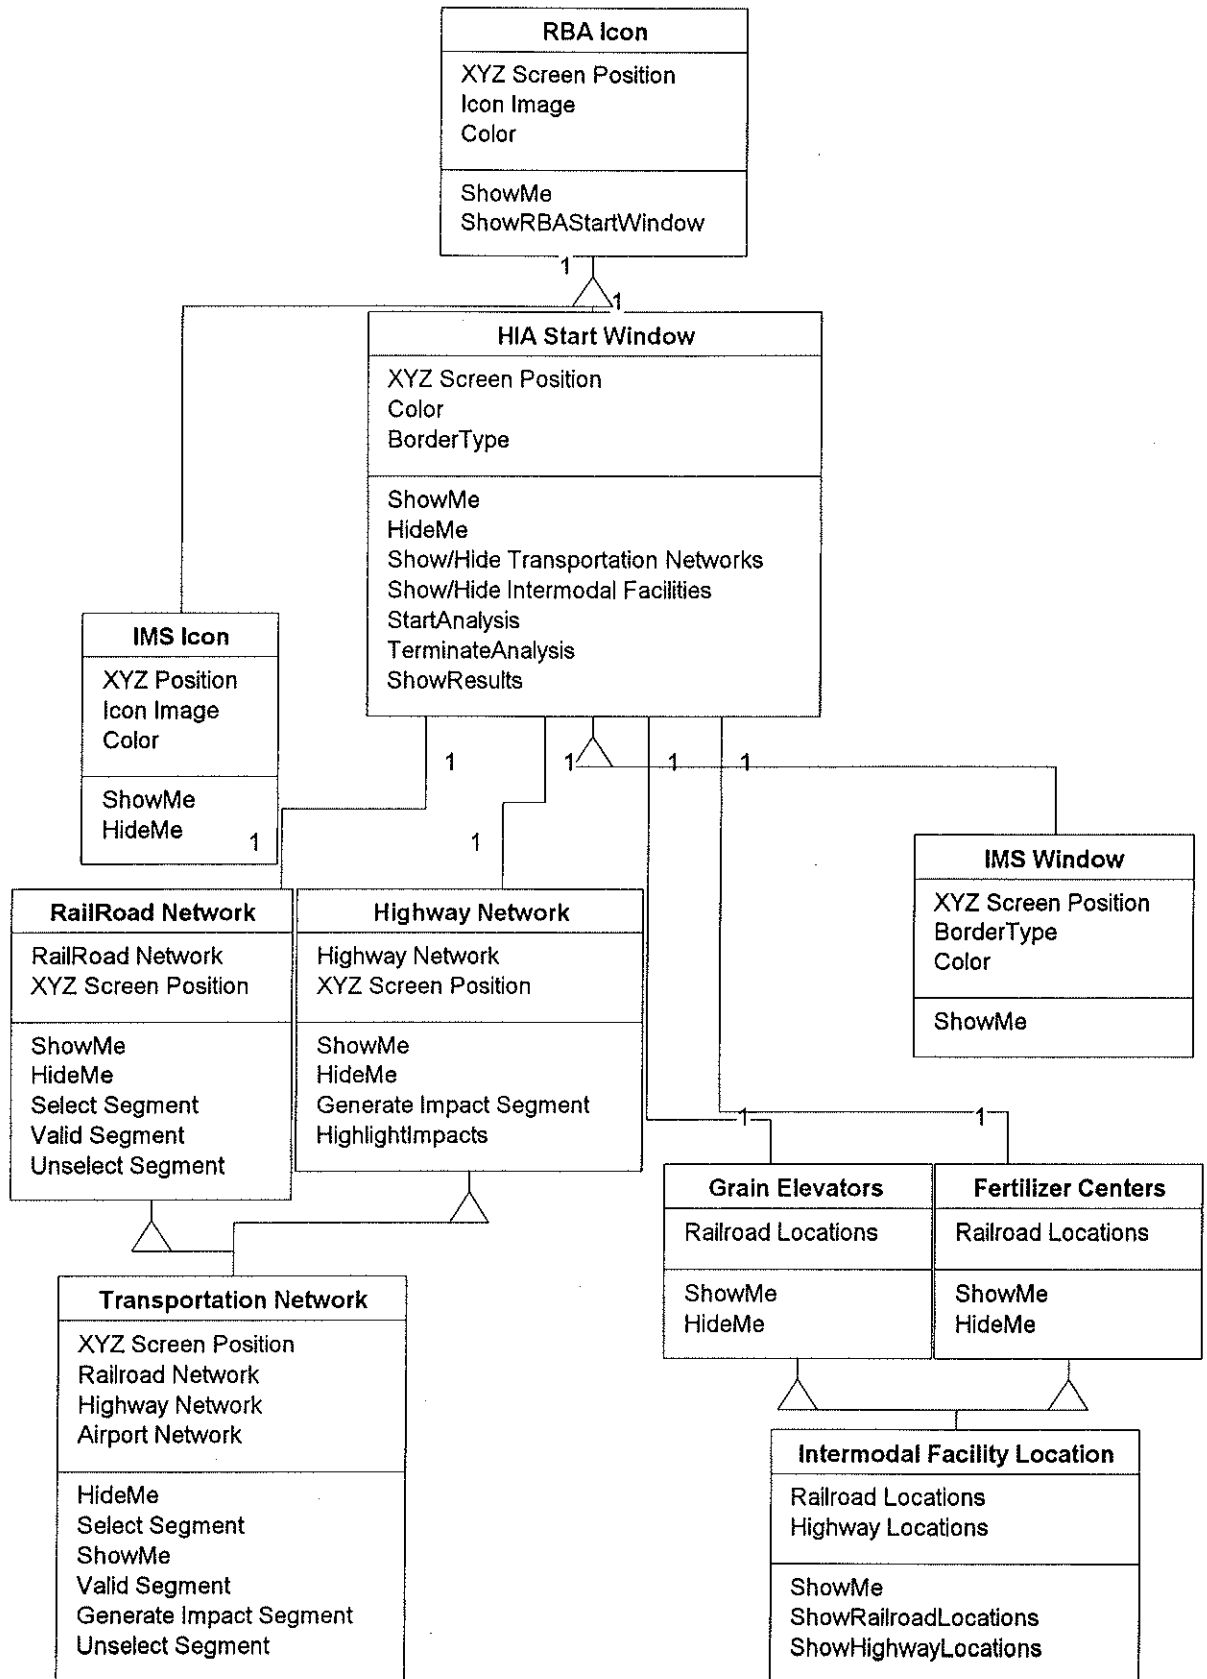 RBA Icon
XYZ Screen Position
Icon Image
Color
ShowMe
ShowRBAStartWindow
1
1
HIA Start Window
XYZ Screen Position
Color
BorderType
ShowMe
HideMe
Show/Hide Transportation Networks
Show/Hide Intermodal Facilities
StartAnalysis
TerminateAnalysis
ShowResults
IMS Icon
XYZ Position
Icon Image
Color
ShowMe
HideMe
1 1 1 1
1 1
IMS Window
XYZ Screen Position
BorderType
Color
ShowMe
RailRoad Network
RailRoad Network
XYZ Screen Position
ShowMe
HideMe
Select Segment
Valid Segment
Unselect Segment
Highway Network
Highway Network
XYZ Screen Position
ShowMe
HideMe
Generate Impact Segment
HighlightImpacts
1 1
Grain Elevators
Railroad Locations
ShowMe
HideMe
Fertilizer Centers
Railroad Locations
ShowMe
HideMe
Transportation Network
XYZ Screen Position
Railroad Network
Highway Network
Airport Network
HideMe
Select Segment
ShowMe
Valid Segment
Generate Impact Segment
Unselect Segment
Intermodal Facility Location
Railroad Locations
Highway Locations
ShowMe
ShowRailroadLocations
ShowHighwayLocations